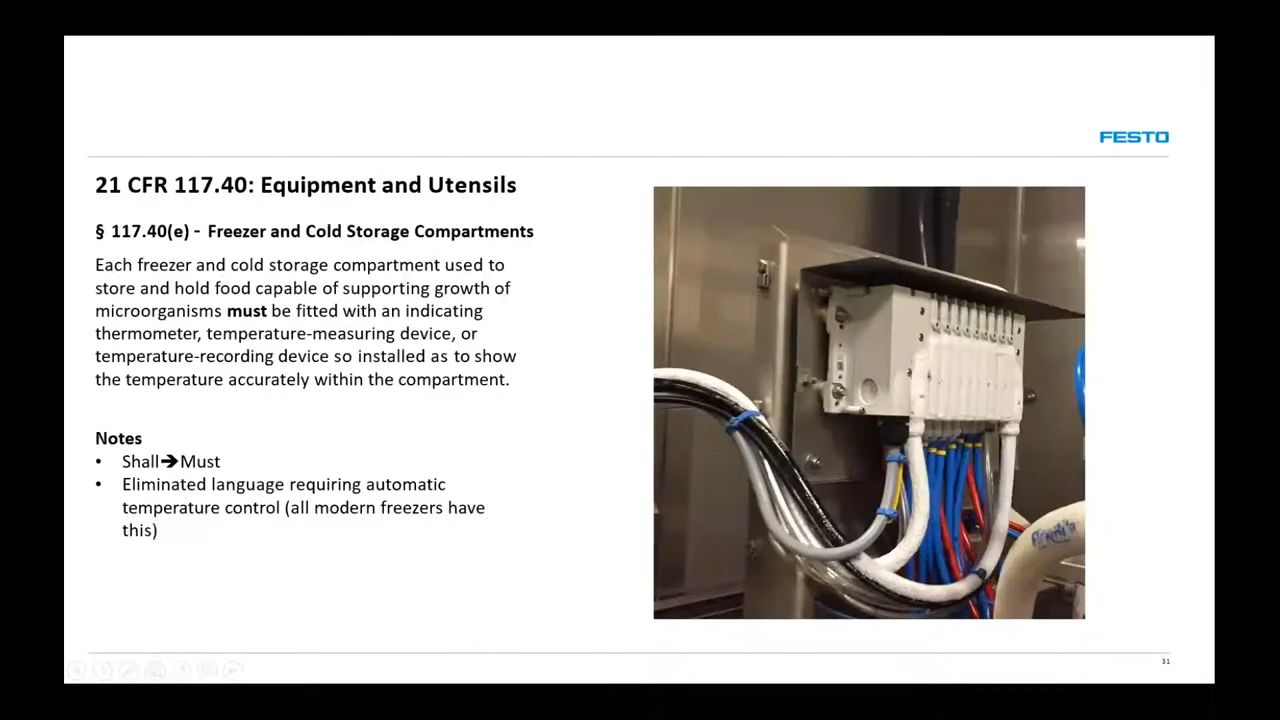 FESTO
21 CFR 117.40: Equipment and Utensils
§ 117.40(e) - Freezer and Cold Storage Compartments
Each freezer and cold storage compartment used to
store and hold food capable of supporting growth of
microorganisms must be fitted with an indicating
thermometer, temperature-measuring device, or
temperature-recording device so installed as to show
the temperature accurately within the compartment.
Notes
• Shall➔Must
• Eliminated language requiring automatic
temperature control (all modern freezers have
this)
31